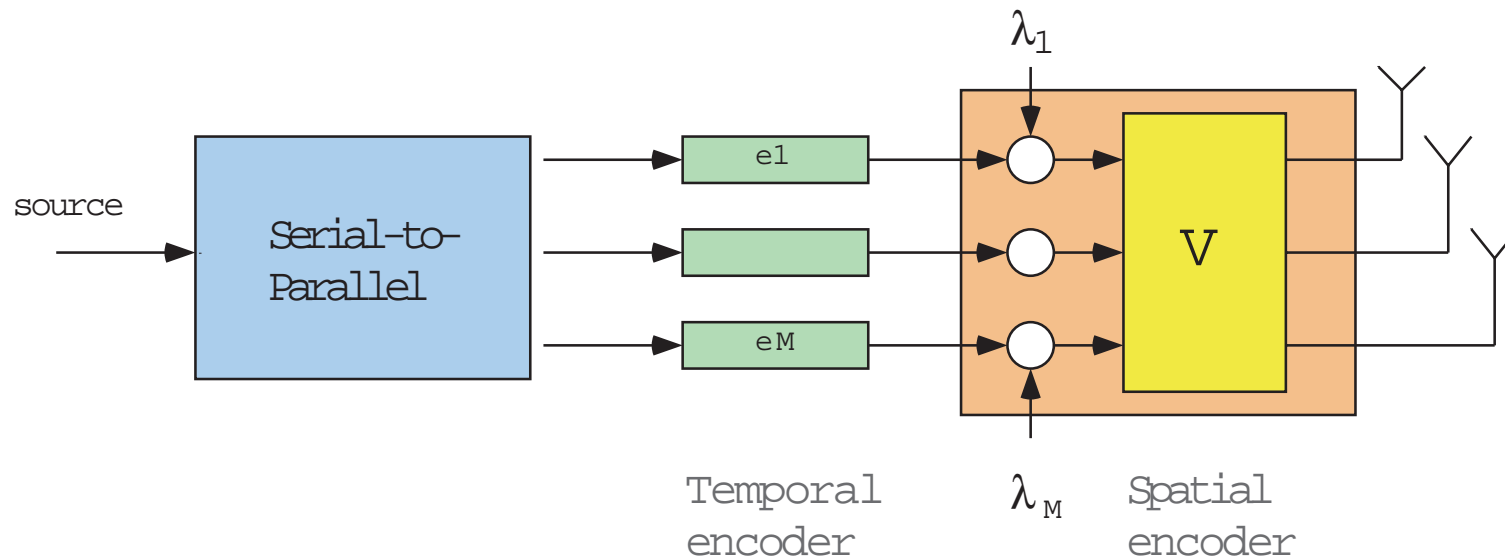 λ1
source
Serial-to-
Parallel
e1
eM
V
λM
Temporal
encoder
Spatial
encoder